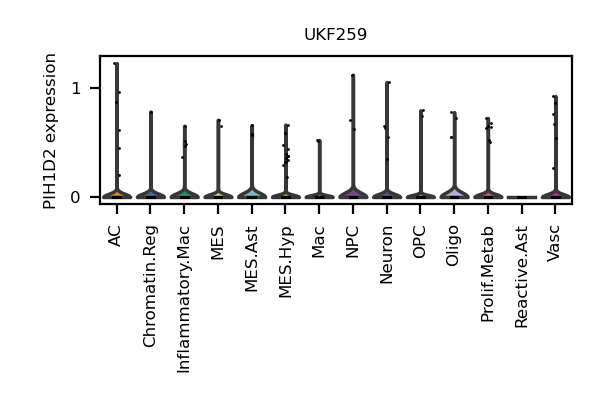 UKF259
PIH1D2 expression
1
0
AC
Chromatin.Reg
Inflammatory.Mac
MES
MES.Ast
MES.Hyp
Mac
NPC
Neuron
OPC
Oligo
Prolif.Metab
Reactive.Ast
Vasc